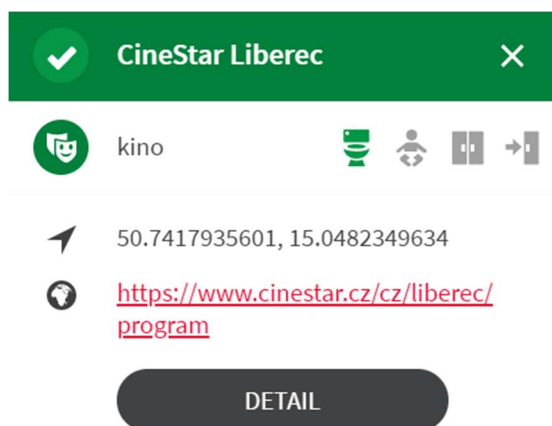 CineStar Liberec
kino
50.7417935601, 15.0482349634
https://www.cinestar.cz/cz/liberec/
program
DETAIL